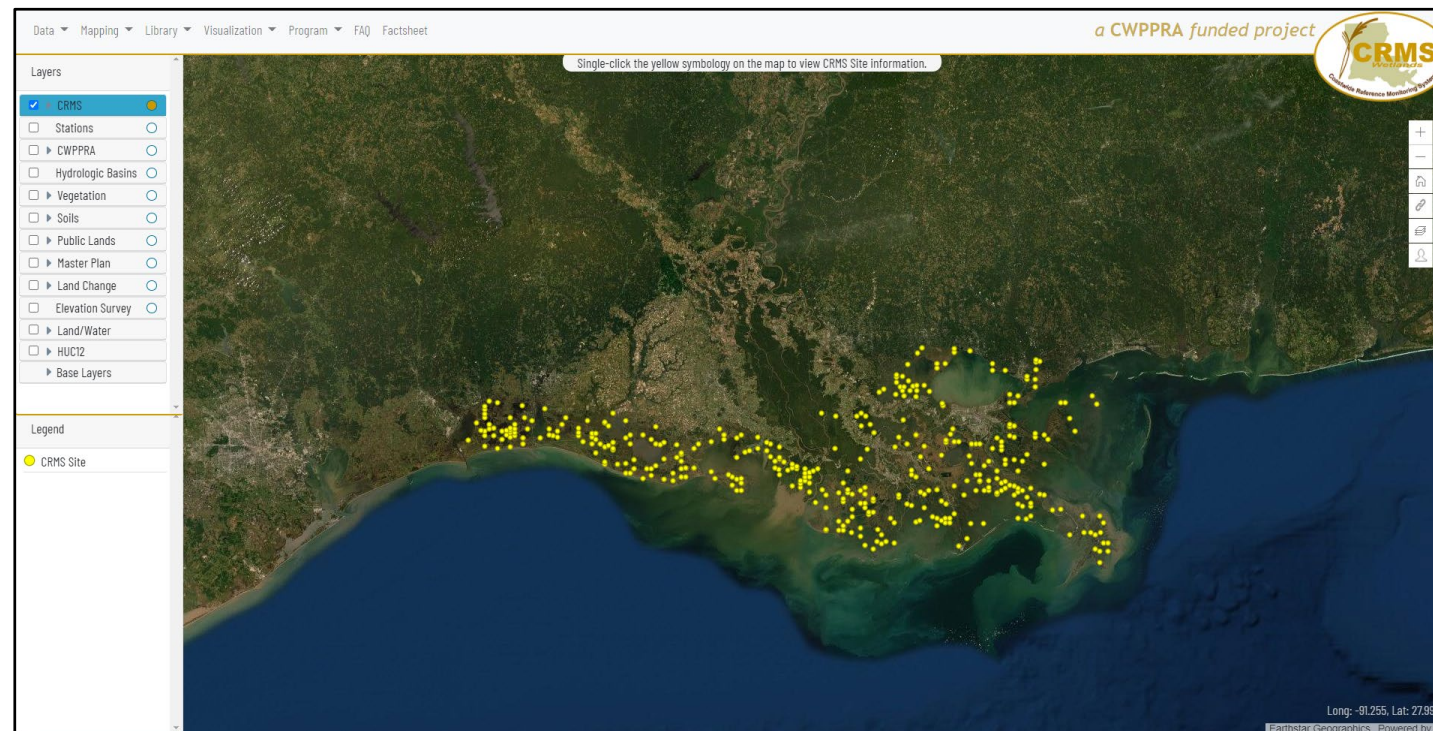 Data Mapping Library Visualization Program FAQ Factsheet
a CWPPRA funded project
CRMS
Wetlands
Coastwide Reference Monitoring System
Single-click the yellow symbology on the map to view CRMS Site information.
Layers
CRMS
Stations
CWPPRA
Hydrologic Basins
Vegetation
Soils
Public Lands
Master Plan
Land Change
Elevation Survey
Land/Water
HUC12
Base Layers
Legend
CRMS Site
Long: -91.255, Lat: 27.99
Earthstar Geographics Powered by